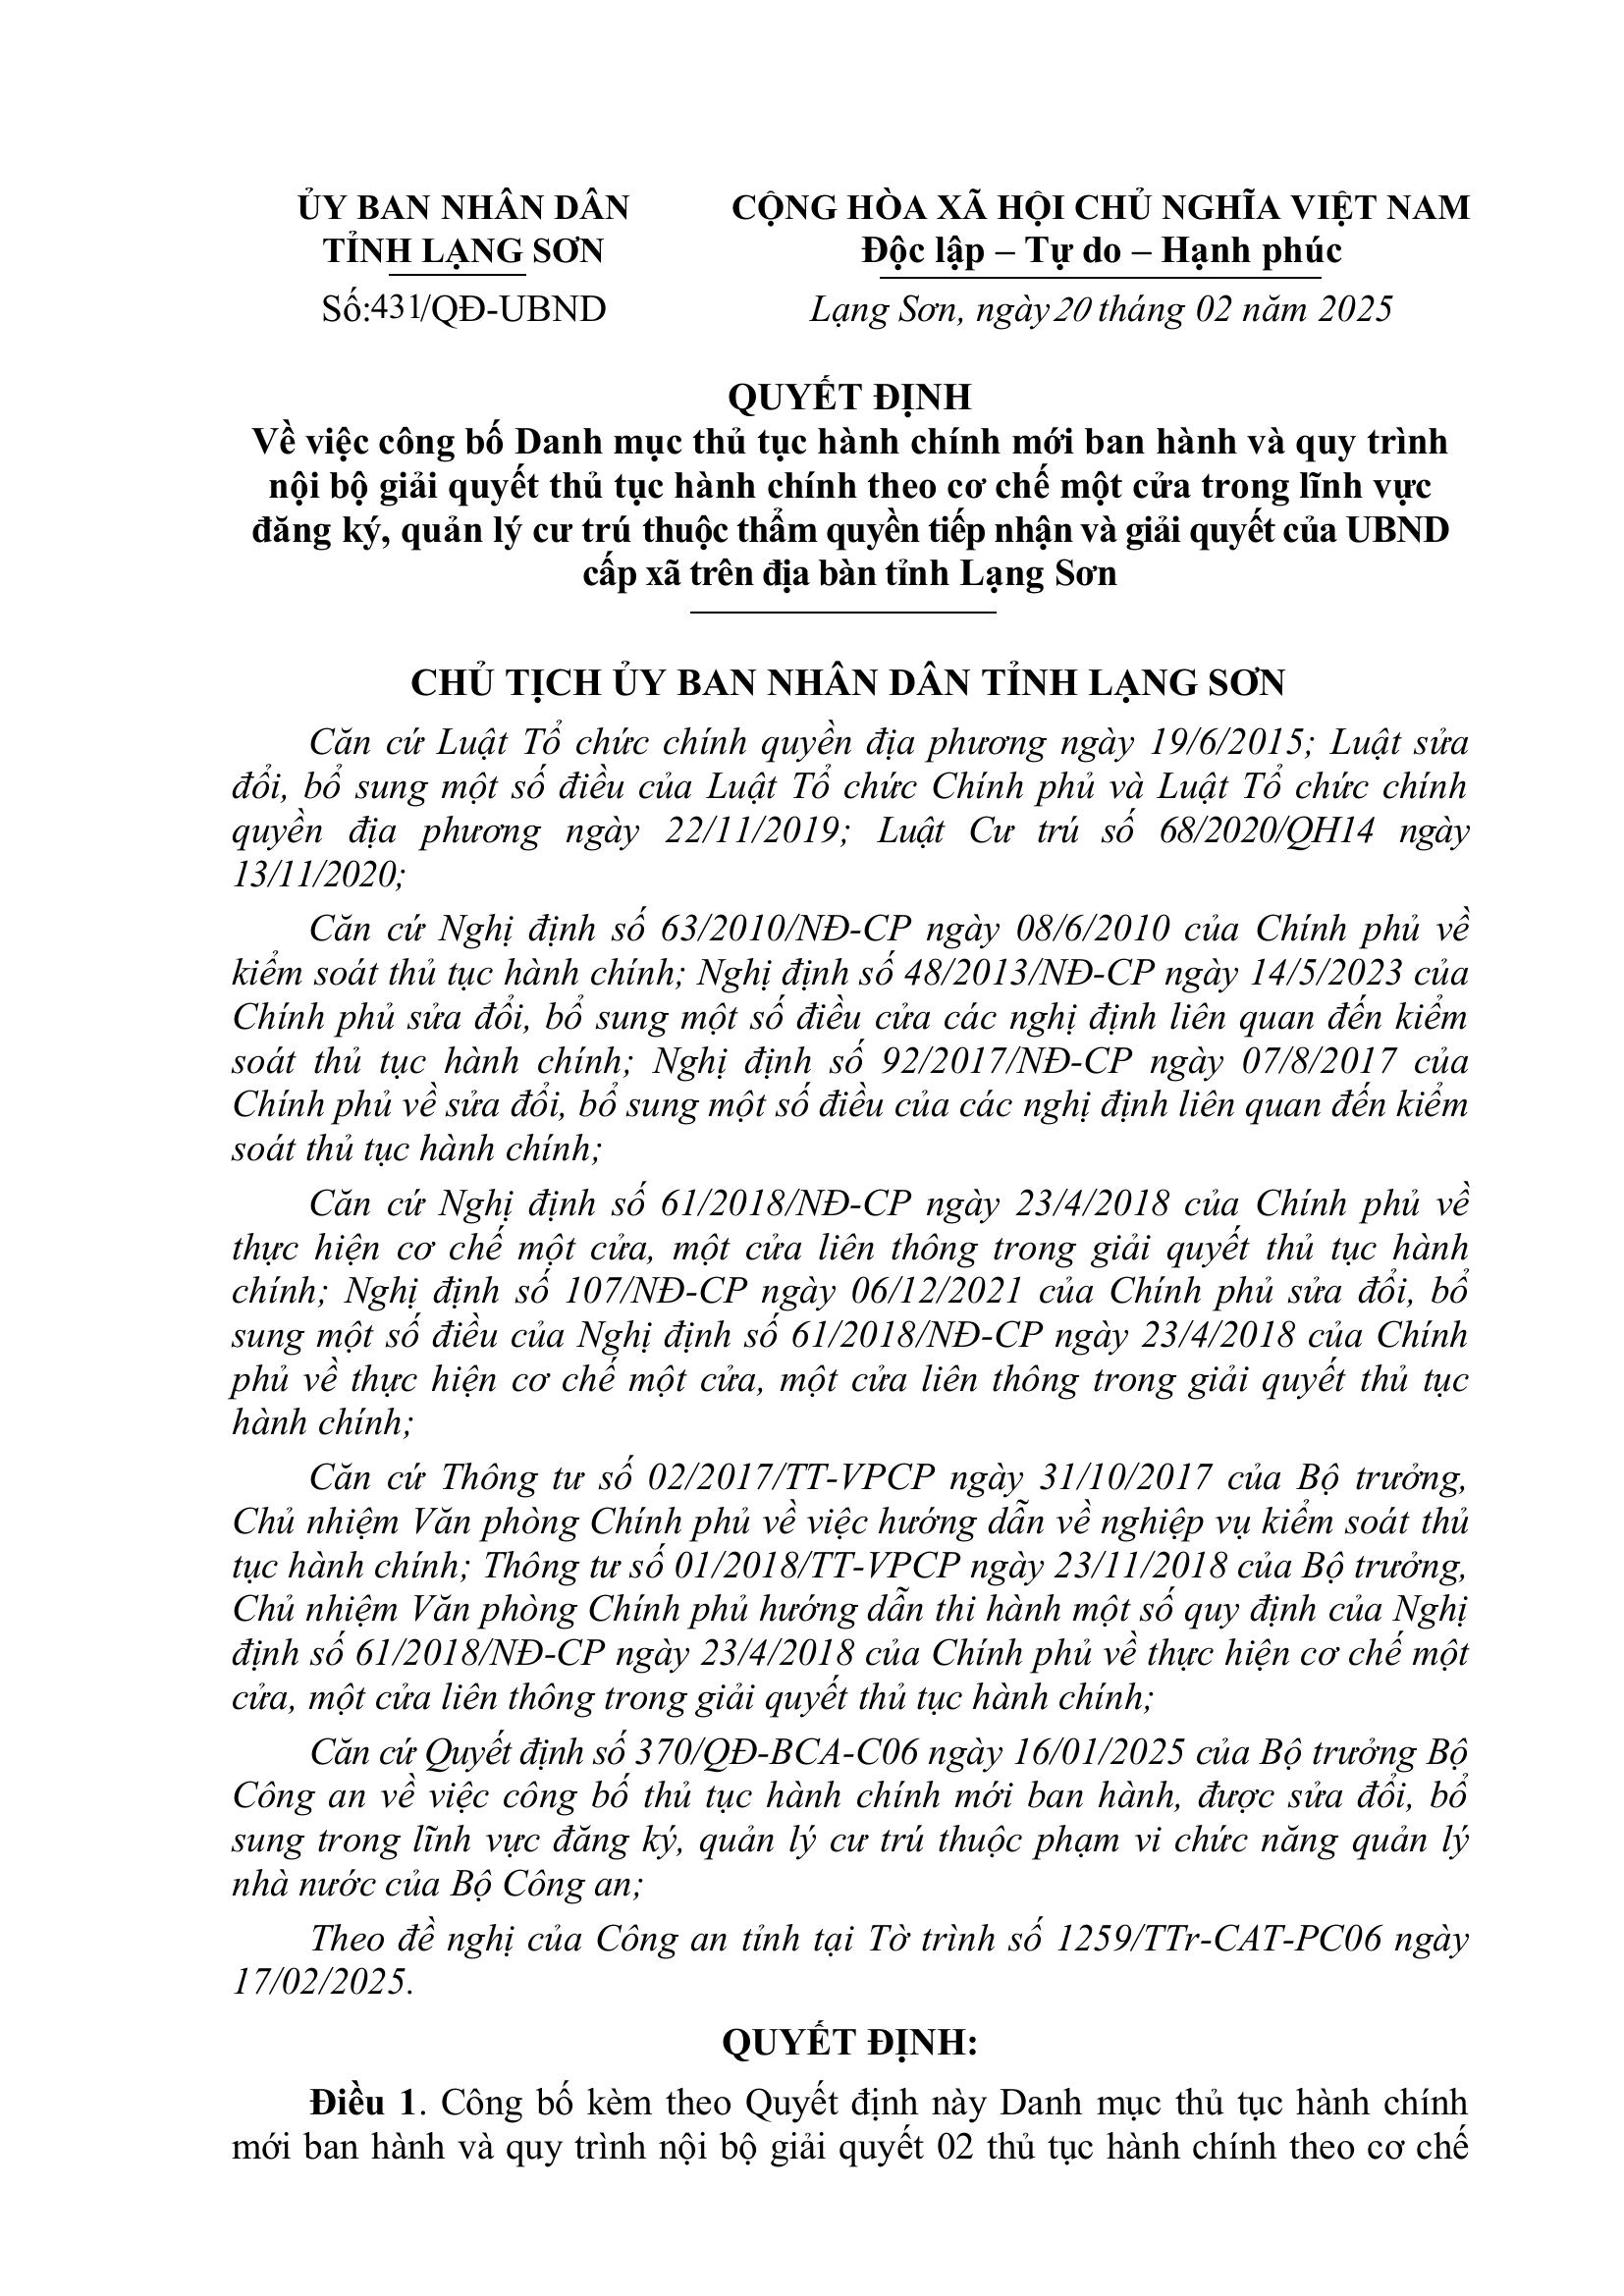 ỦY BAN NHÂN DÂN
TỈNH LẠNG SƠN
Số:431/QĐ-UBND
CỘNG HÒA XÃ HỘI CHỦ NGHĨA VIỆT NAM
Độc lập – Tự do – Hạnh phúc
Lạng Sơn, ngày 20 tháng 02 năm 2025
QUYẾT ĐỊNH
Về việc công bố Danh mục thủ tục hành chính mới ban hành và quy trình
nội bộ giải quyết thủ tục hành chính theo cơ chế một cửa trong lĩnh vực
đăng ký, quản lý cư trú thuộc thẩm quyền tiếp nhận và giải quyết của UBND
cấp xã trên địa bàn tỉnh Lạng Sơn
CHỦ TỊCH ỦY BAN NHÂN DÂN TỈNH LẠNG SƠN
Căn cứ Luật Tổ chức chính quyền địa phương ngày 19/6/2015; Luật sửa
đổi, bổ sung một số điều của Luật Tổ chức Chính phủ và Luật Tổ chức chính
quyền địa phương ngày 22/11/2019; Luật Cư trú số 68/2020/QH14 ngày
13/11/2020;
Căn cứ Nghị định số 63/2010/NĐ-CP ngày 08/6/2010 của Chính phủ về
kiểm soát thủ tục hành chính; Nghị định số 48/2013/NĐ-CP ngày 14/5/2023 của
Chính phủ sửa đổi, bổ sung một số điều cửa các nghị định liên quan đến kiểm
soát thủ tục hành chính; Nghị định số 92/2017/NĐ-CP ngày 07/8/2017 của
Chính phủ về sửa đổi, bổ sung một số điều của các nghị định liên quan đến kiểm
soát thủ tục hành chính;
Căn cứ Nghị định số 61/2018/NĐ-CP ngày 23/4/2018 của Chính phủ về
thực hiện cơ chế một cửa, một cửa liên thông trong giải quyết thủ tục hành
chính; Nghị định số 107/NĐ-CP ngày 06/12/2021 của Chính phủ sửa đổi, bổ
sung một số điều của Nghị định số 61/2018/NĐ-CP ngày 23/4/2018 của Chính
phủ về thực hiện cơ chế một cửa, một cửa liên thông trong giải quyết thủ tục
hành chính;
Căn cứ Thông tư số 02/2017/TT-VPCP ngày 31/10/2017 của Bộ trưởng,
Chủ nhiệm Văn phòng Chính phủ về việc hướng dẫn về nghiệp vụ kiểm soát thủ
tục hành chính; Thông tư số 01/2018/TT-VPCP ngày 23/11/2018 của Bộ trưởng,
Chủ nhiệm Văn phòng Chính phủ hướng dẫn thi hành một số quy định của Nghị
định số 61/2018/NĐ-CP ngày 23/4/2018 của Chính phủ về thực hiện cơ chế một
cửa, một cửa liên thông trong giải quyết thủ tục hành chính;
Căn cứ Quyết định số 370/QĐ-BCA-C06 ngày 16/01/2025 của Bộ trưởng Bộ
Công an về việc công bố thủ tục hành chính mới ban hành, được sửa đổi, bổ
sung trong lĩnh vực đăng ký, quản lý cư trú thuộc phạm vi chức năng quản lý
nhà nước của Bộ Công an;
Theo đề nghị của Công an tỉnh tại Tờ trình số 1259/TTr-CAT-PC06 ngày
17/02/2025.
QUYẾT ĐỊNH:
Điều 1. Công bố kèm theo Quyết định này Danh mục thủ tục hành chính
mới ban hành và quy trình nội bộ giải quyết 02 thủ tục hành chính theo cơ chế